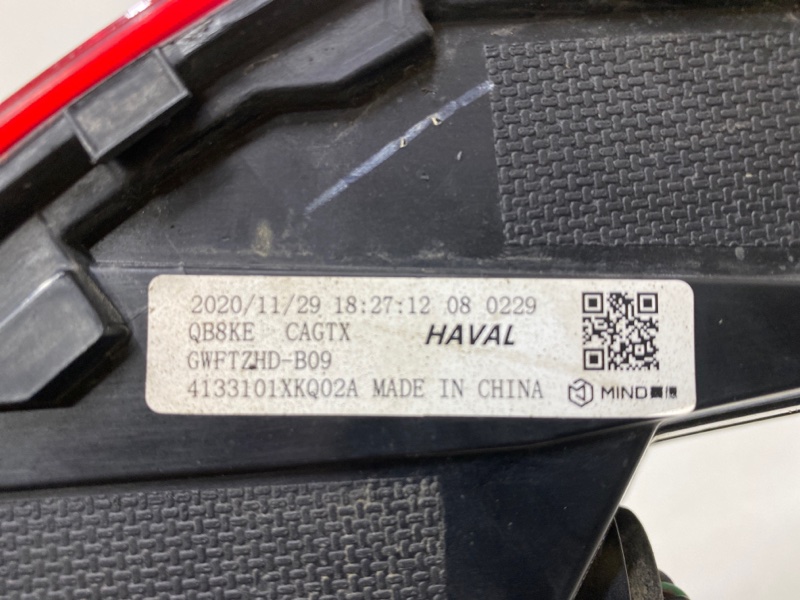 2020/11/29 18:27:12 08 0229
QB8KE CAGTX HAVAL
GWFTZHD-B09
4133101XKQ02A MADE IN CHINA MIND